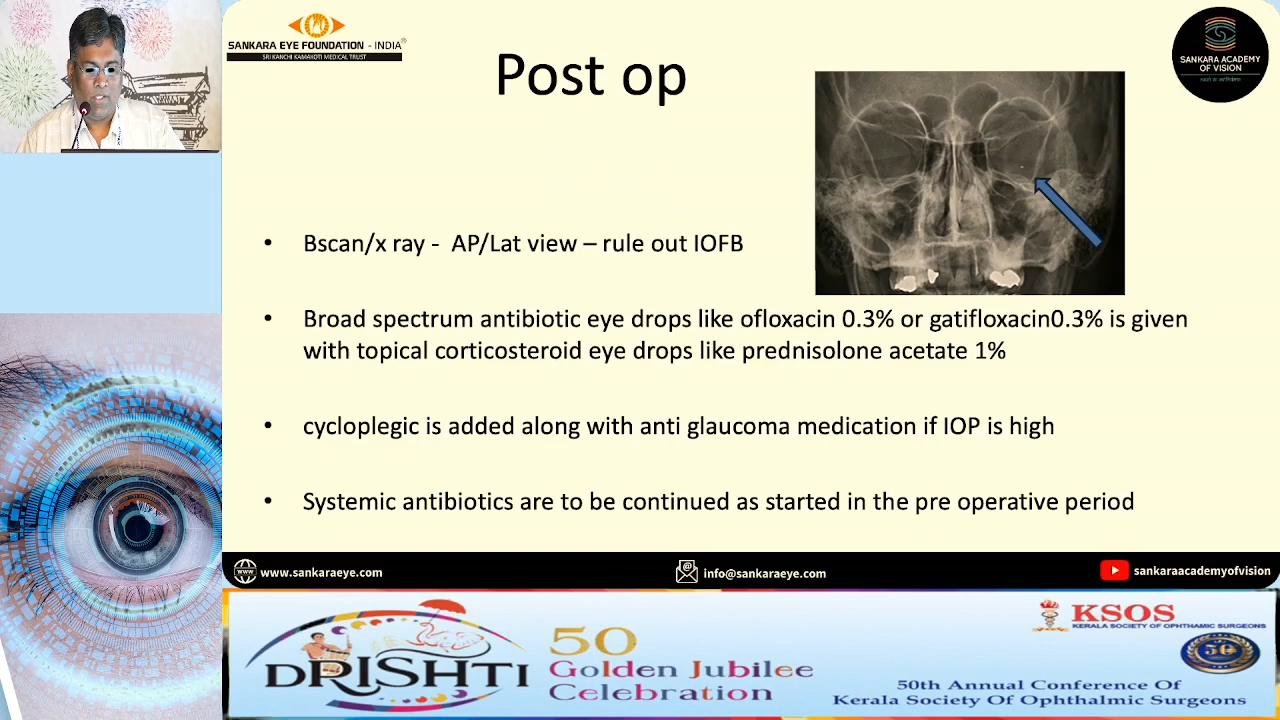 SANKARA EYE FOUNDATION - INDIA®
SRI KANCHI KAMAKOTI MEDICAL TRUST
SANKARA ACADEMY
OF VISION
Post op
• Bscan/x ray - AP/Lat view – rule out IOFB
• Broad spectrum antibiotic eye drops like ofloxacin 0.3% or gatifloxacin0.3% is given
with topical corticosteroid eye drops like prednisolone acetate 1%
• cycloplegic is added along with anti glaucoma medication if IOP is high
• Systemic antibiotics are to be continued as started in the pre operative period
www.sankaraeye.com
info@sankaraeye.com
sankaraacademyofvision
DRISHTI
50
Golden Jubilee
Celebration
KSOS
KERALA SOCIETY OF OPHTHAMIC SURGEONS
50
50th Annual Conference Of
Kerala Society Of Ophthalmic Surgeons